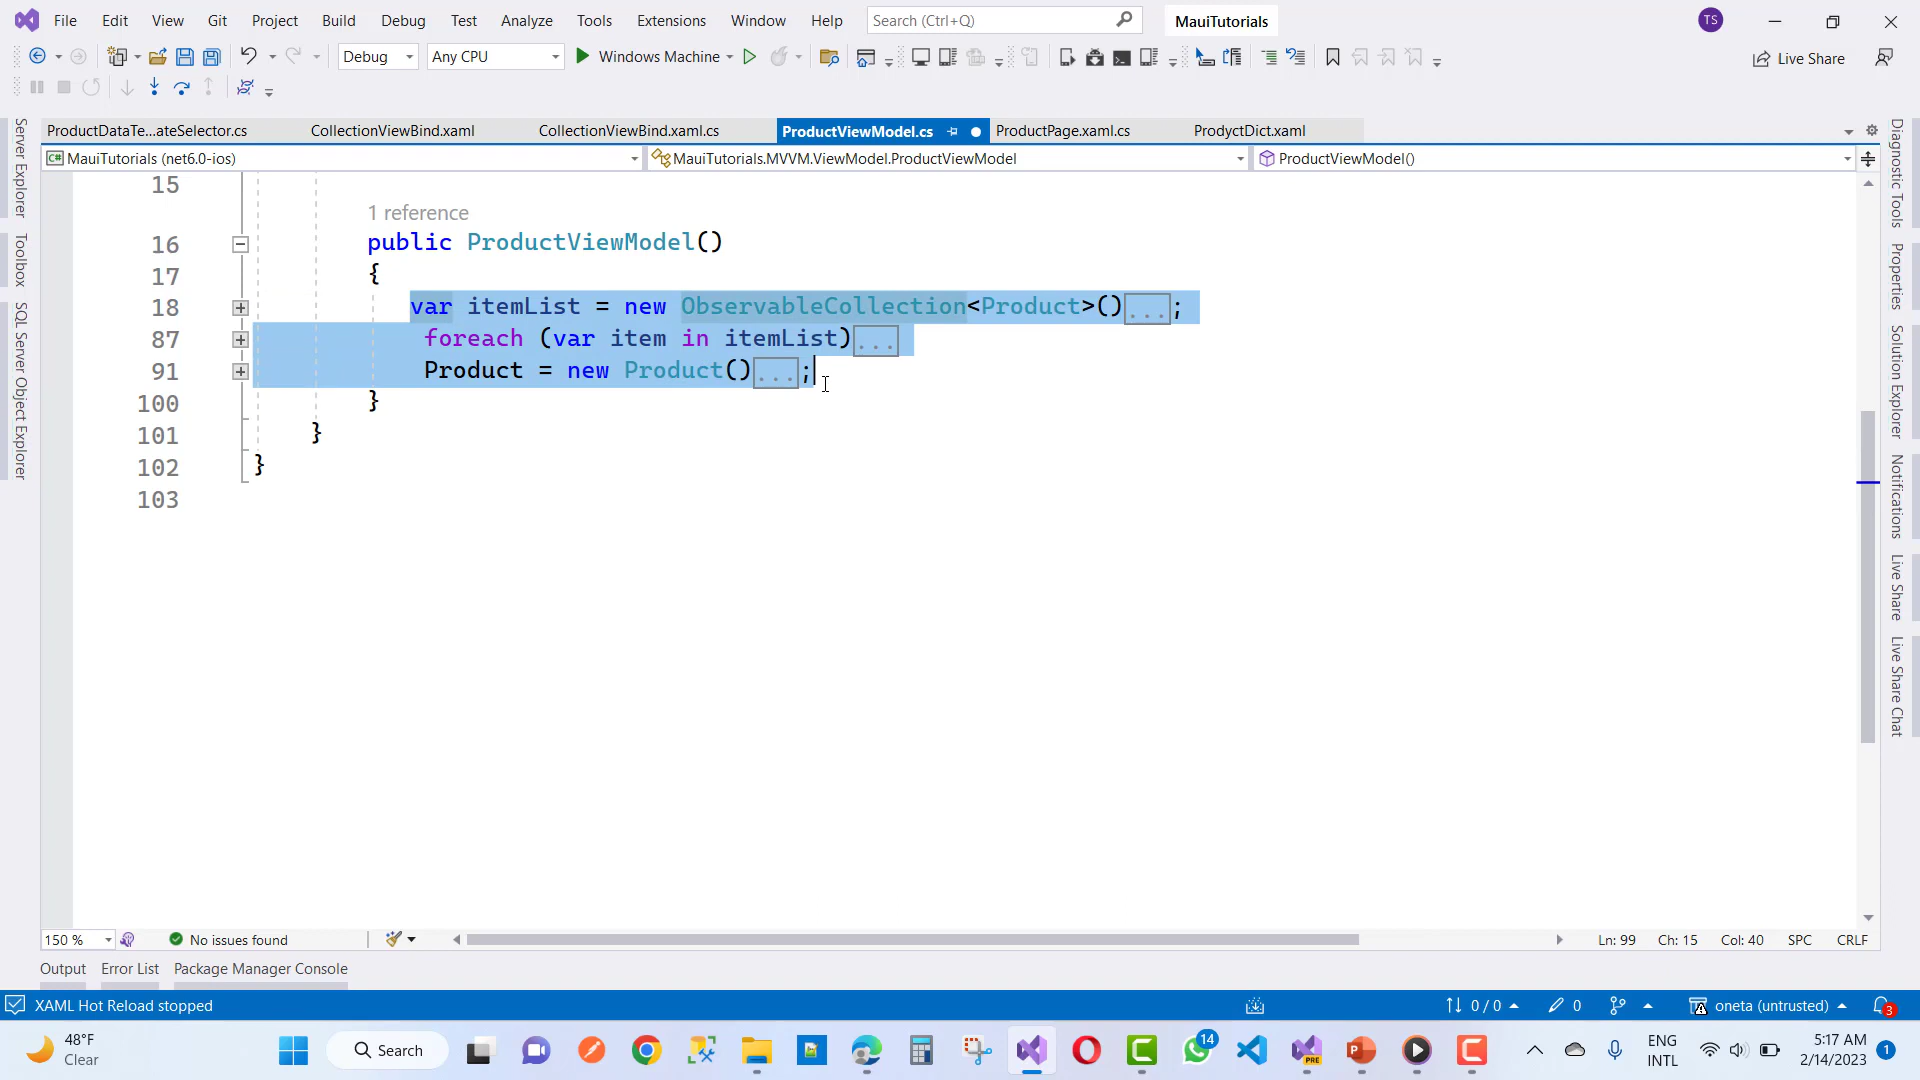 File Edit View Git Project Build Debug Test Analyze Tools Extensions Window Help Search (Ctrl+Q) MauiTutorials TS
Debug Any CPU Windows Machine Live Share
ProductDataTe...ateSelector.cs CollectionViewBind.xaml CollectionViewBind.xaml.cs ProductViewModel.cs ProductPage.xaml.cs ProdyctDict.xaml
C# MauiTutorials (net6.0-ios) MauiTutorials.MVVM.ViewModel.ProductViewModel ProductViewModel()
Server Explorer
Toolbox
SQL Server Object Explorer
15
1 reference
16 public ProductViewModel()
17 {
18 var itemList = new ObservableCollection<Product>()...;
87 foreach (var item in itemList)...
91 Product = new Product()...;
100 }
101 }
102 }
103
Diagnostic Tools
Properties
Solution Explorer
Notifications
Live Share
Live Share Chat
150 % No issues found Ln: 99 Ch: 15 Col: 40 SPC CRLF
Output Error List Package Manager Console
XAML Hot Reload stopped 0 / 0 0 oneta (untrusted) 3
48°F
Clear
Search
14
PRE
ENG
INTL
5:17 AM
2/14/2023
1